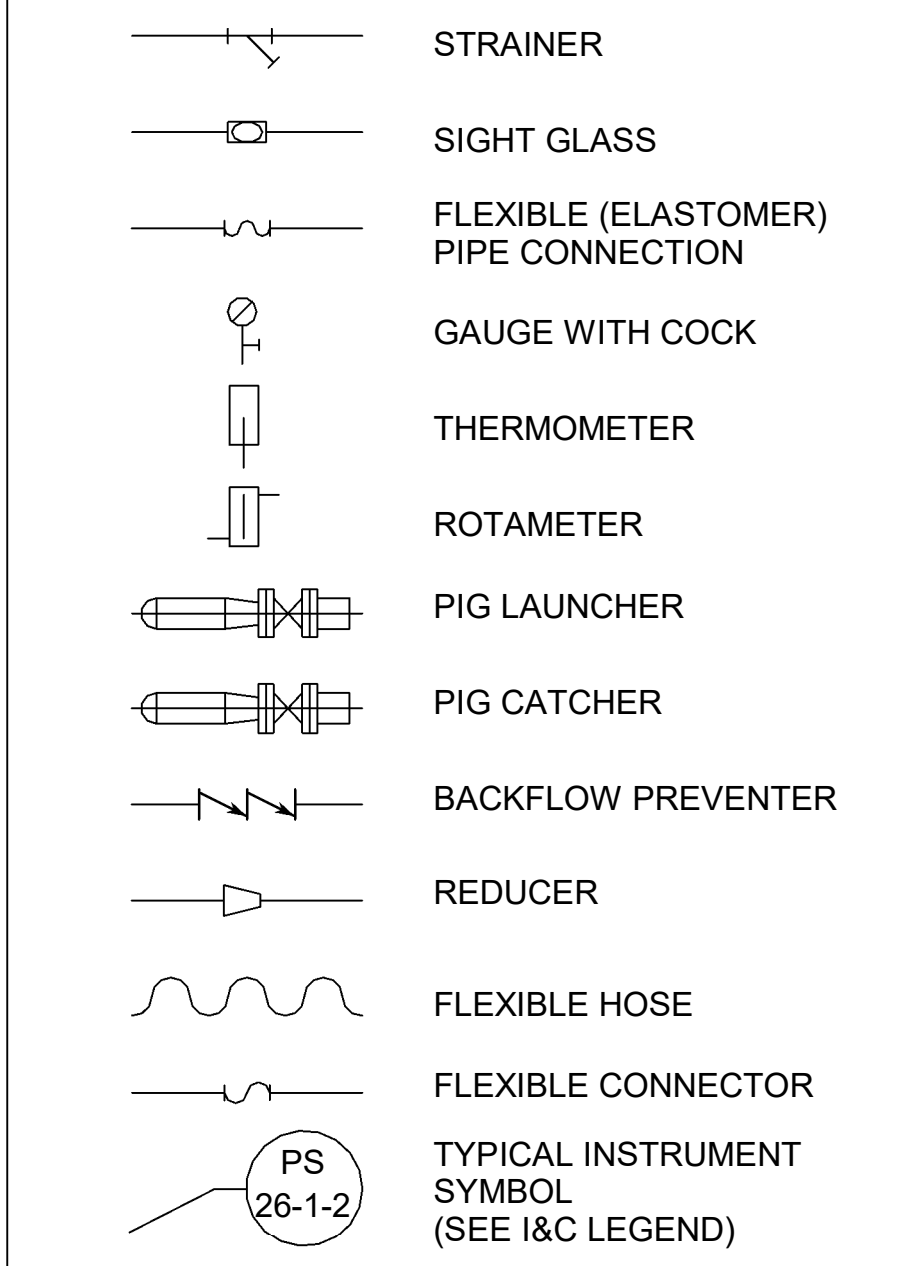 STRAINER
SIGHT GLASS
FLEXIBLE (ELASTOMER)
PIPE CONNECTION
GAUGE WITH COCK
THERMOMETER
ROTAMETER
PIG LAUNCHER
PIG CATCHER
BACKFLOW PREVENTER
REDUCER
FLEXIBLE HOSE
FLEXIBLE CONNECTOR
PS
26-1-2
TYPICAL INSTRUMENT
SYMBOL
(SEE I&C LEGEND)